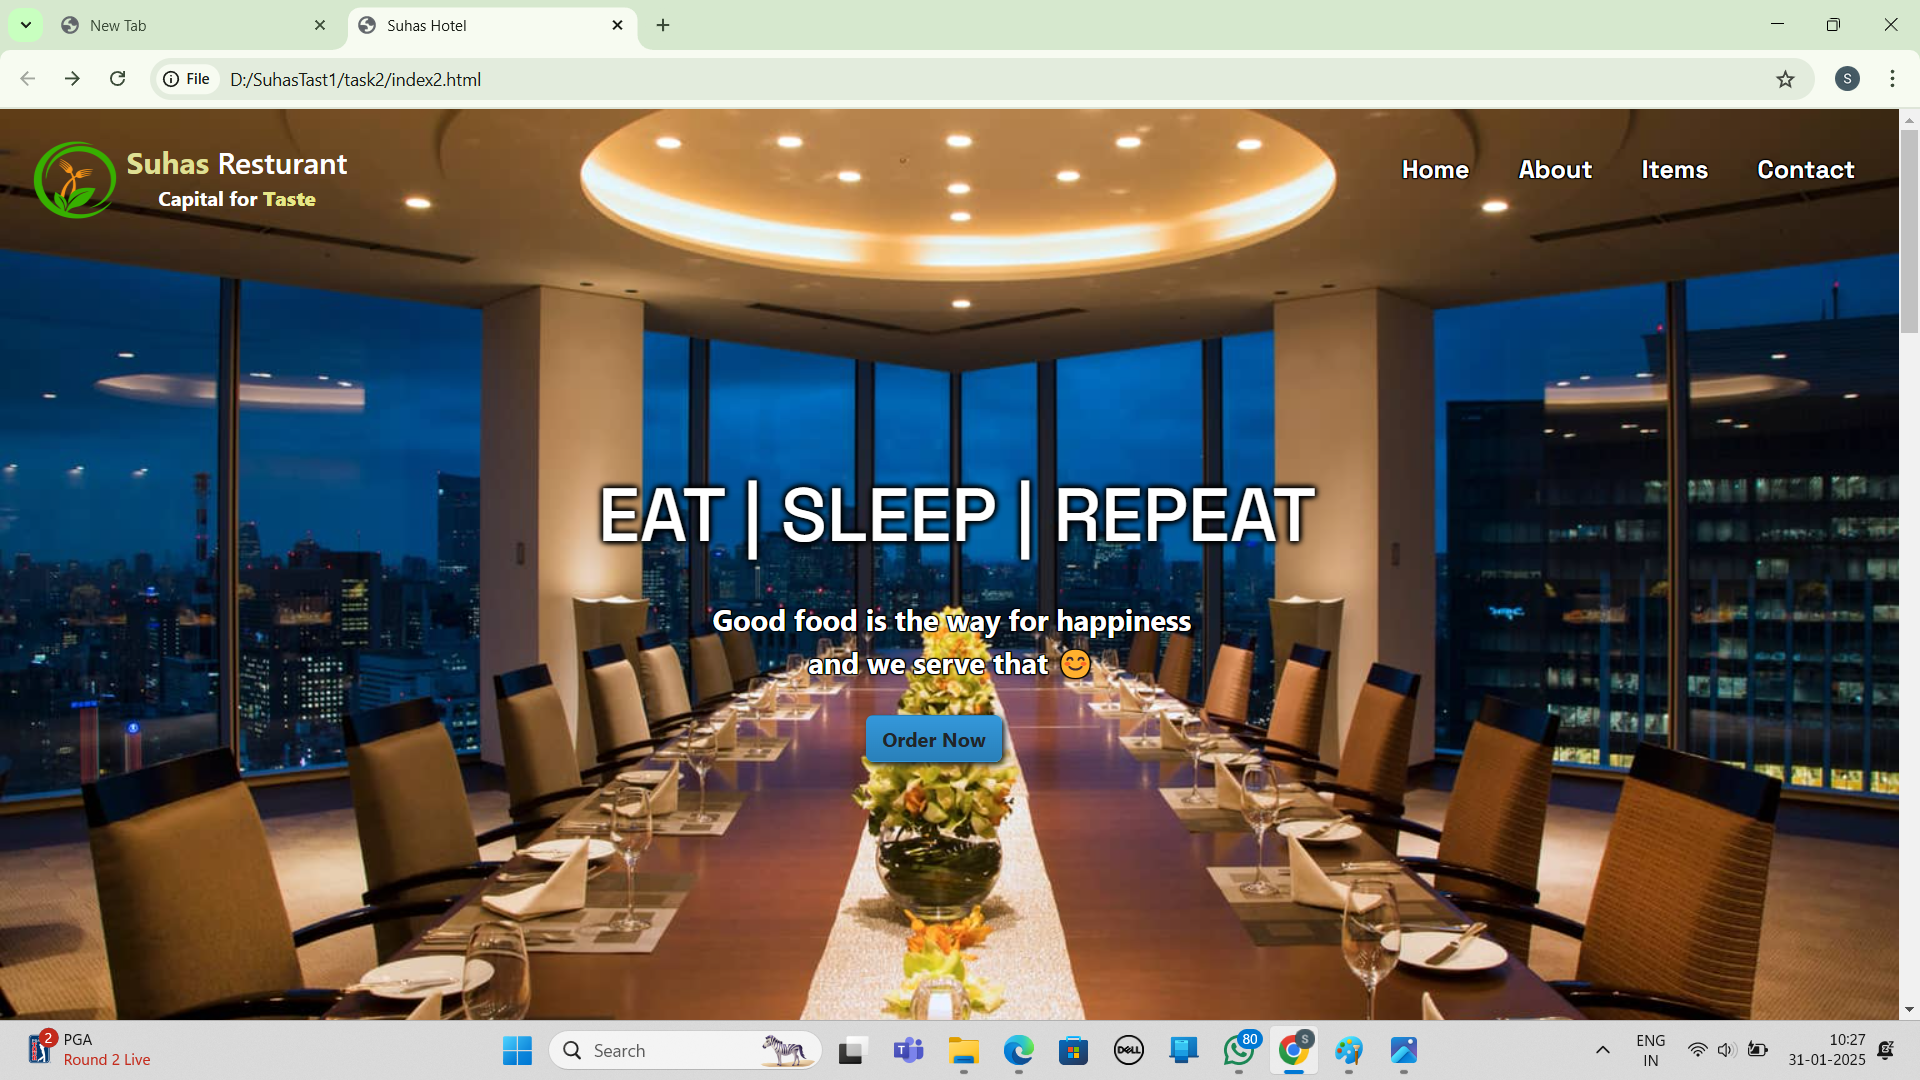 New Tab
Suhas Hotel
File
D:/SuhasTast1/task2/index2.html
S
Suhas Resturant
Capital for Taste
Home
About
Items
Contact
EAT | SLEEP | REPEAT
Good food is the way for happiness
and we serve that 😊
Order Now
2
PGA
Round 2 Live
Search
T
DELL
80
S
ENG
IN
10:27
31-01-2025